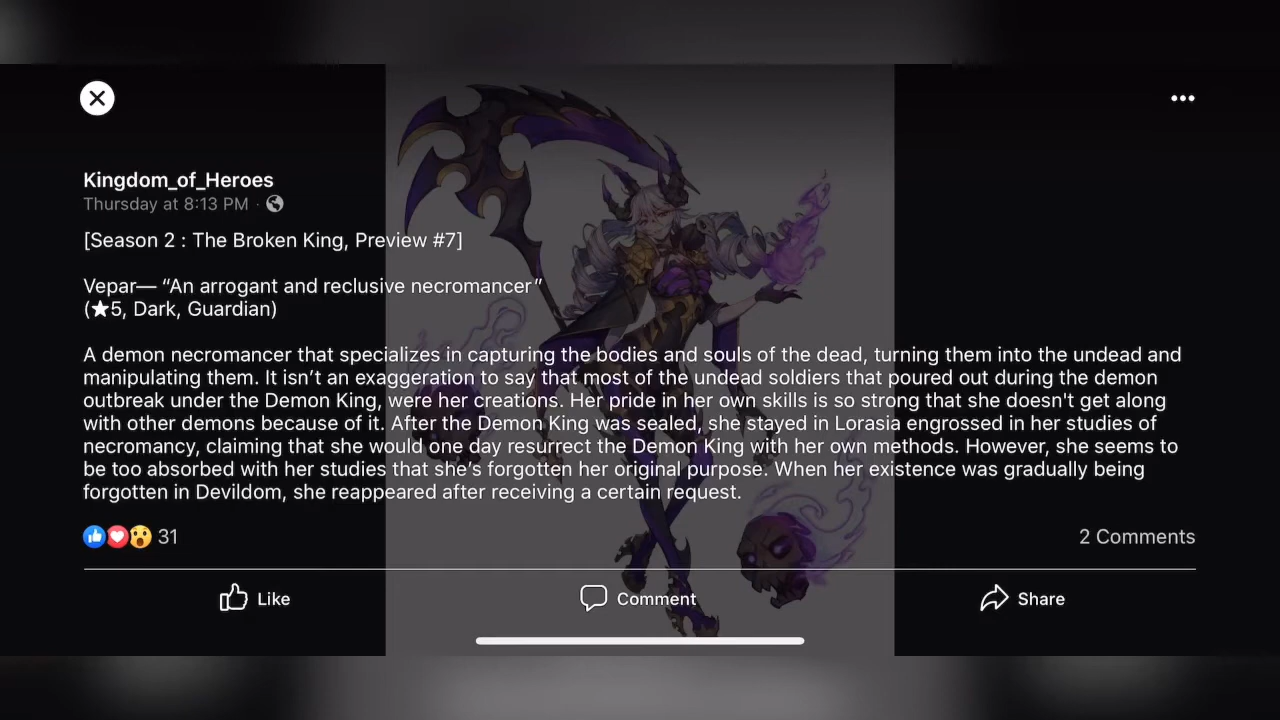 Kingdom_of_Heroes
Thursday at 8:13 PM ·
[Season 2 : The Broken King, Preview #7]
Vepar— “An arrogant and reclusive necromancer”
(★5, Dark, Guardian)
A demon necromancer that specializes in capturing the bodies and souls of the dead, turning them into the undead and
manipulating them. It isn’t an exaggeration to say that most of the undead soldiers that poured out during the demon
outbreak under the Demon King, were her creations. Her pride in her own skills is so strong that she doesn't get along
with other demons because of it. After the Demon King was sealed, she stayed in Lorasia engrossed in her studies of
necromancy, claiming that she would one day resurrect the Demon King with her own methods. However, she seems to
be too absorbed with her studies that she’s forgotten her original purpose. When her existence was gradually being
forgotten in Devildom, she reappeared after receiving a certain request.
31
2 Comments
Like
Comment
Share